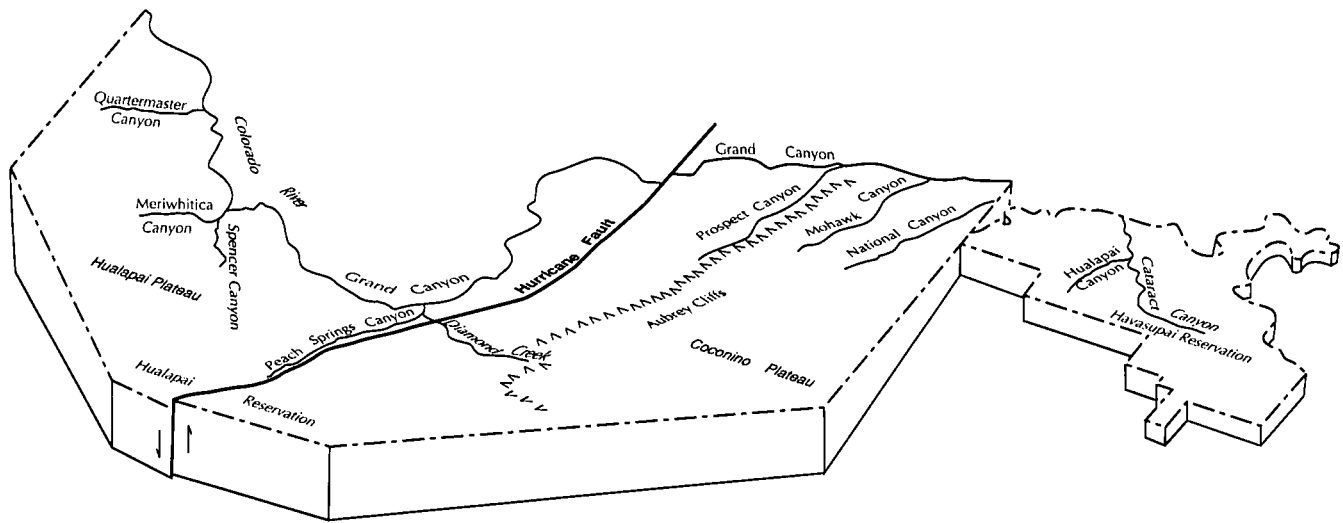 Quartermaster
Canyon
Colorado
River
Meriwhitica
Canyon
Spencer Canyon
Hualapai Plateau
Grand Canyon
Hurricane Fault
Grand Canyon
Prospect Canyon
Mohawk Canyon
National Canyon
Peach Springs Canyon
Diamond Creek
Aubrey Cliffs
Coconino Plateau
Hualapai
Reservation
Hualapai
Canyon
Cataract
Canyon
Havasupai Reservation